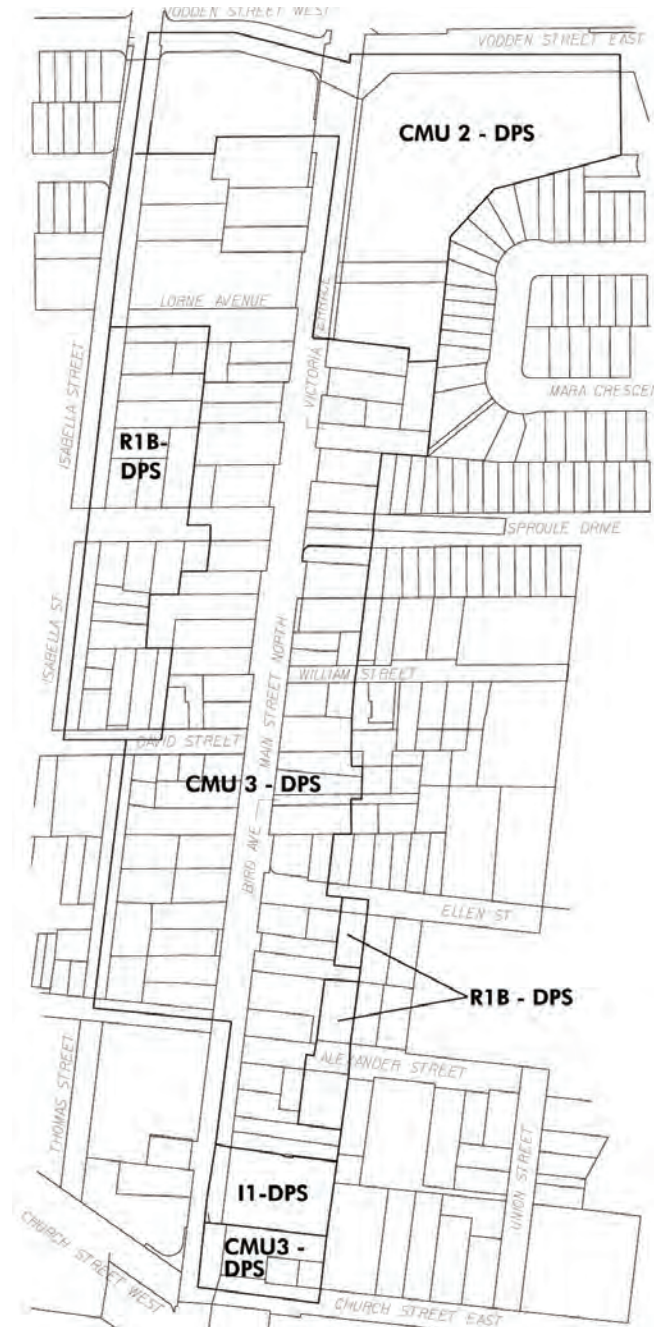 VODDEN STREET WEST
VODDEN STREET EAST
CMU 2 - DPS
LORNE AVENUE
VICTORIA TERRACE
ISABELLA STREET
MARA CRESCE
R1B-
DPS
SPROULE DRIVE
ISABELLA ST.
MAIN STREET NORTH
WILLIAM STREET
DAVID STREET
CMU 3 - DPS
BIRD AVE
ELLEN ST.
R1B - DPS
ALEXANDER STREET
THOMAS STREET
UNION STREET
I1-DPS
CMU3 -
DPS
CHURCH STREET WEST
CHURCH STREET EAST